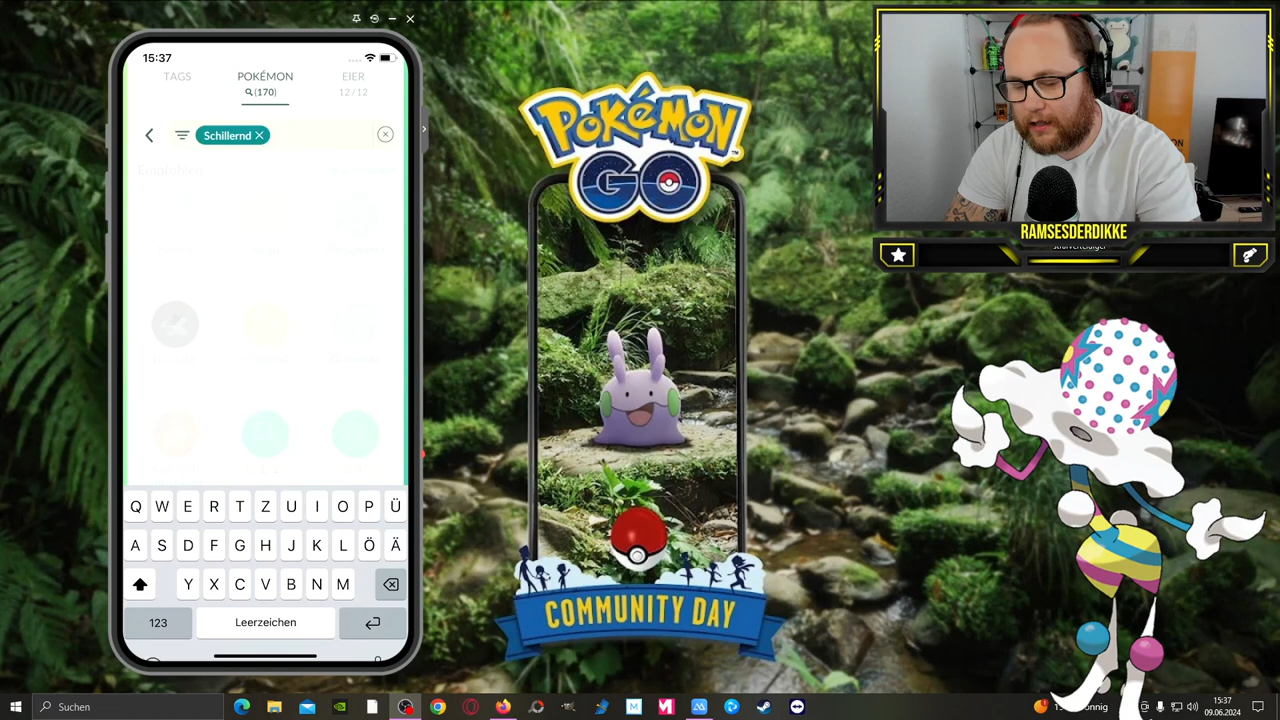 15:37
TAGS
POKÉMON
(170)
EIER
12 / 12
Schillernd
Empfohlen
Q W E R T Z U I O P Ü
A S D F G H J K L Ö Ä
Y X C V B N M
123
Leerzeichen
POKÉMON
GO
COMMUNITY DAY
RAMSESDERDIKKE
Suchen
15:37
09.06.2024